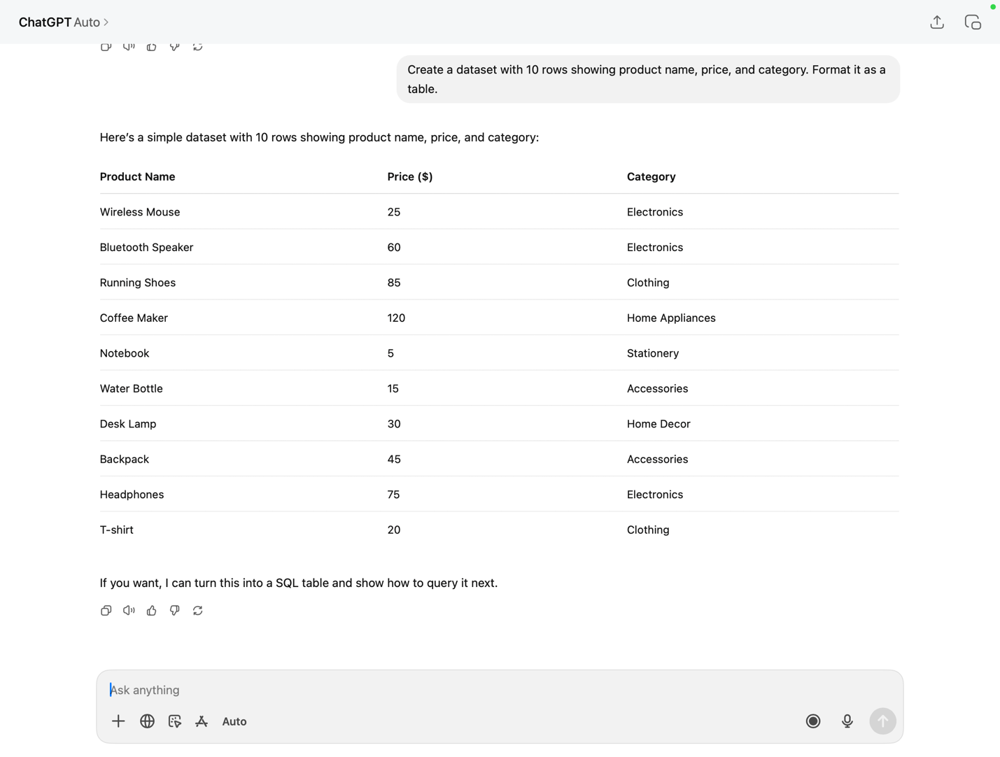 ChatGPT Auto
Create a dataset with 10 rows showing product name, price, and category. Format it as a
table.
Here’s a simple dataset with 10 rows showing product name, price, and category:
Product Name Price ($) Category
Wireless Mouse 25 Electronics
Bluetooth Speaker 60 Electronics
Running Shoes 85 Clothing
Coffee Maker 120 Home Appliances
Notebook 5 Stationery
Water Bottle 15 Accessories
Desk Lamp 30 Home Decor
Backpack 45 Accessories
Headphones 75 Electronics
T-shirt 20 Clothing
If you want, I can turn this into a SQL table and show how to query it next.
Ask anything
Auto